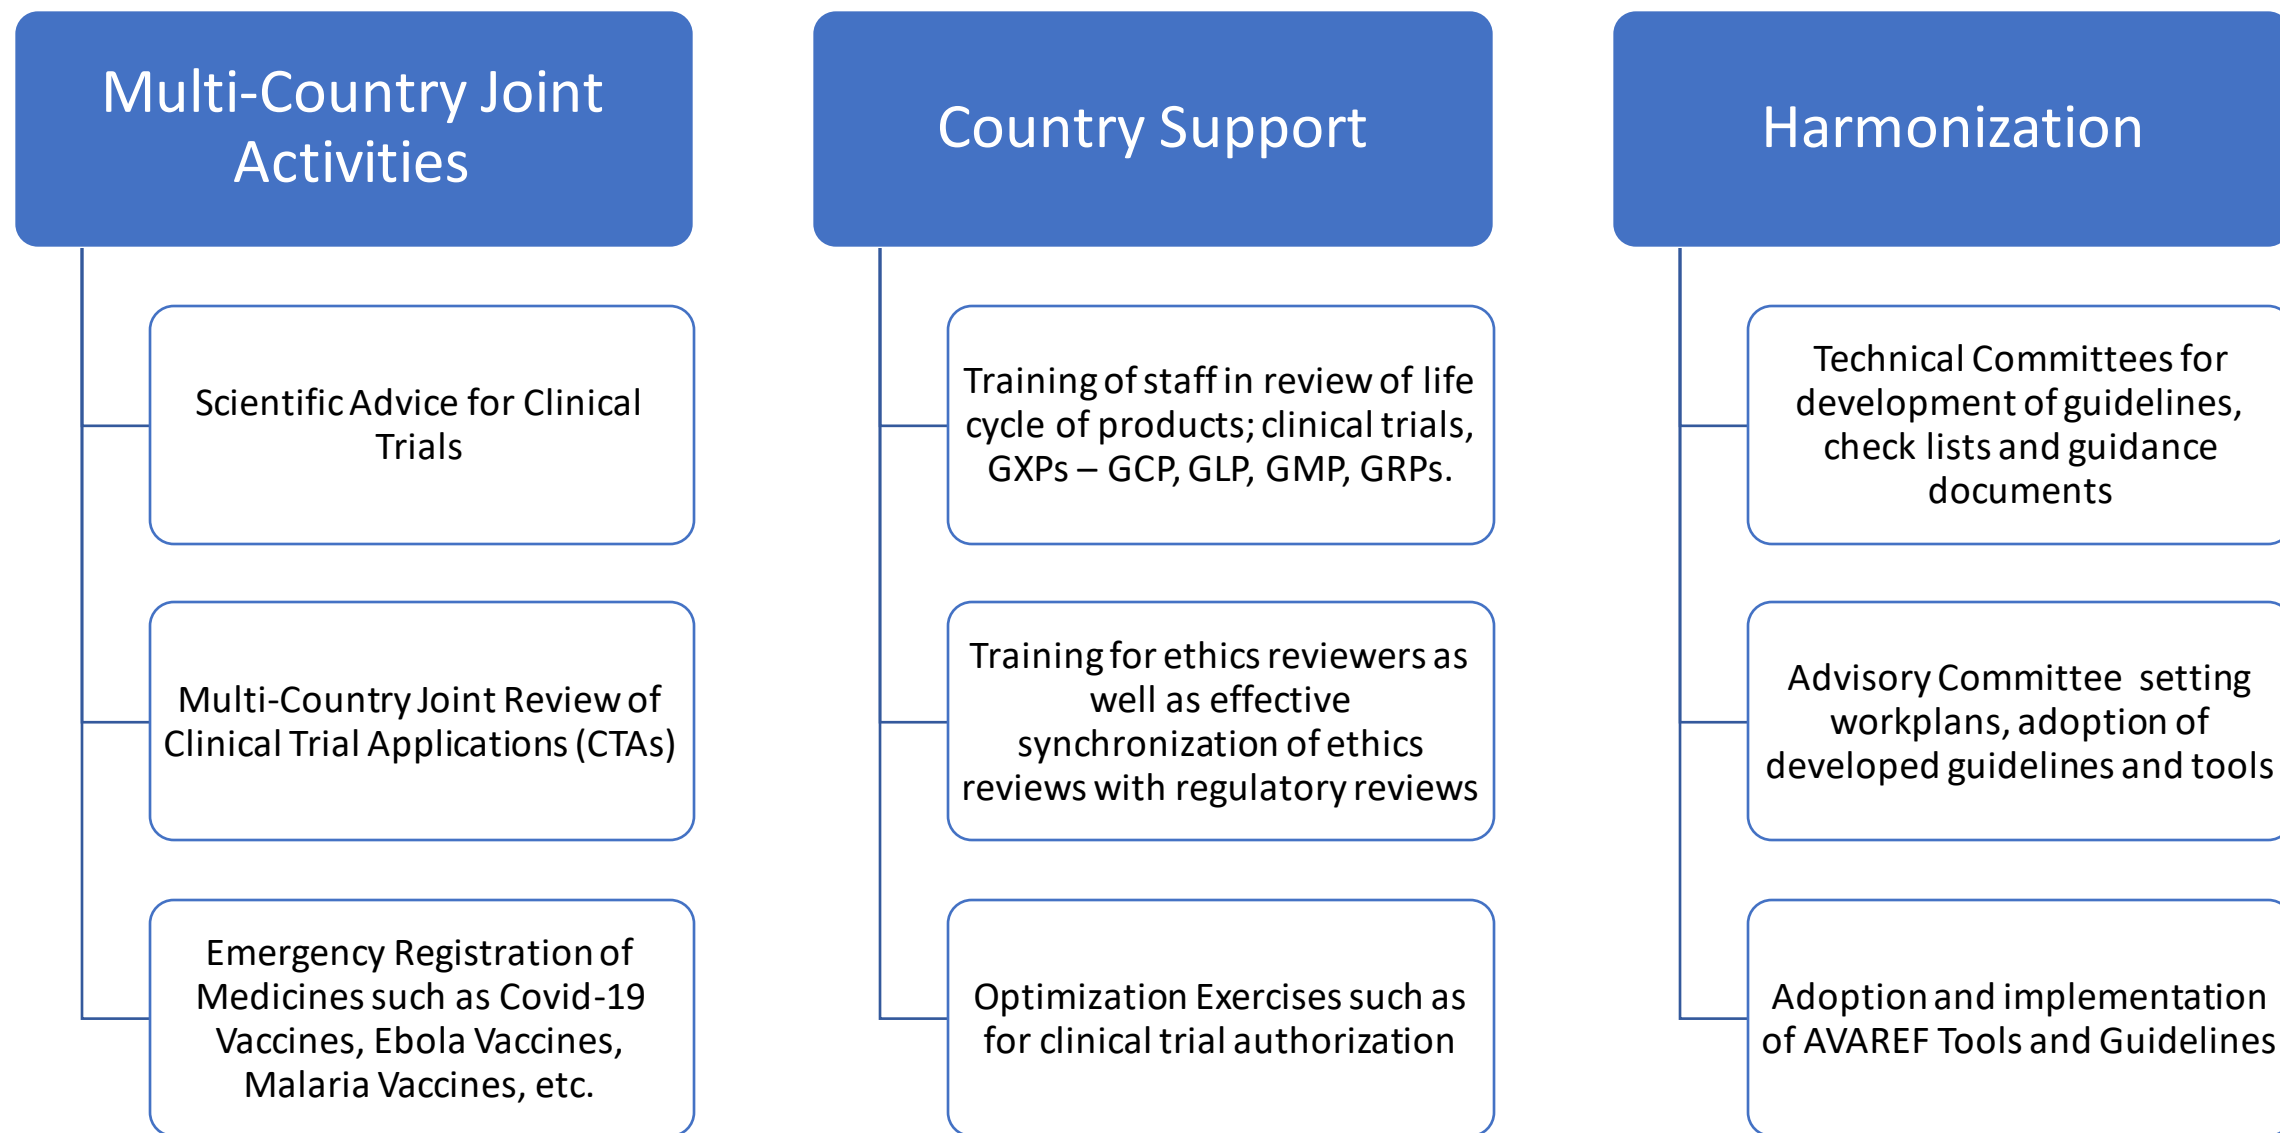 Multi-Country Joint
Activities
Scientific Advice for Clinical
Trials
Multi-Country Joint Review of
Clinical Trial Applications (CTAs)
Emergency Registration of
Medicines such as Covid-19
Vaccines, Ebola Vaccines,
Malaria Vaccines, etc.
Country Support
Training of staff in review of life
cycle of products; clinical trials,
GXPs – GCP, GLP, GMP, GRPs.
Training for ethics reviewers as
well as effective
synchronization of ethics
reviews with regulatory reviews
Optimization Exercises such as
for clinical trial authorization
Harmonization
Technical Committees for
development of guidelines,
check lists and guidance
documents
Advisory Committee  setting
workplans, adoption of
developed guidelines and tools
Adoption and implementation
of AVAREF Tools and Guidelines